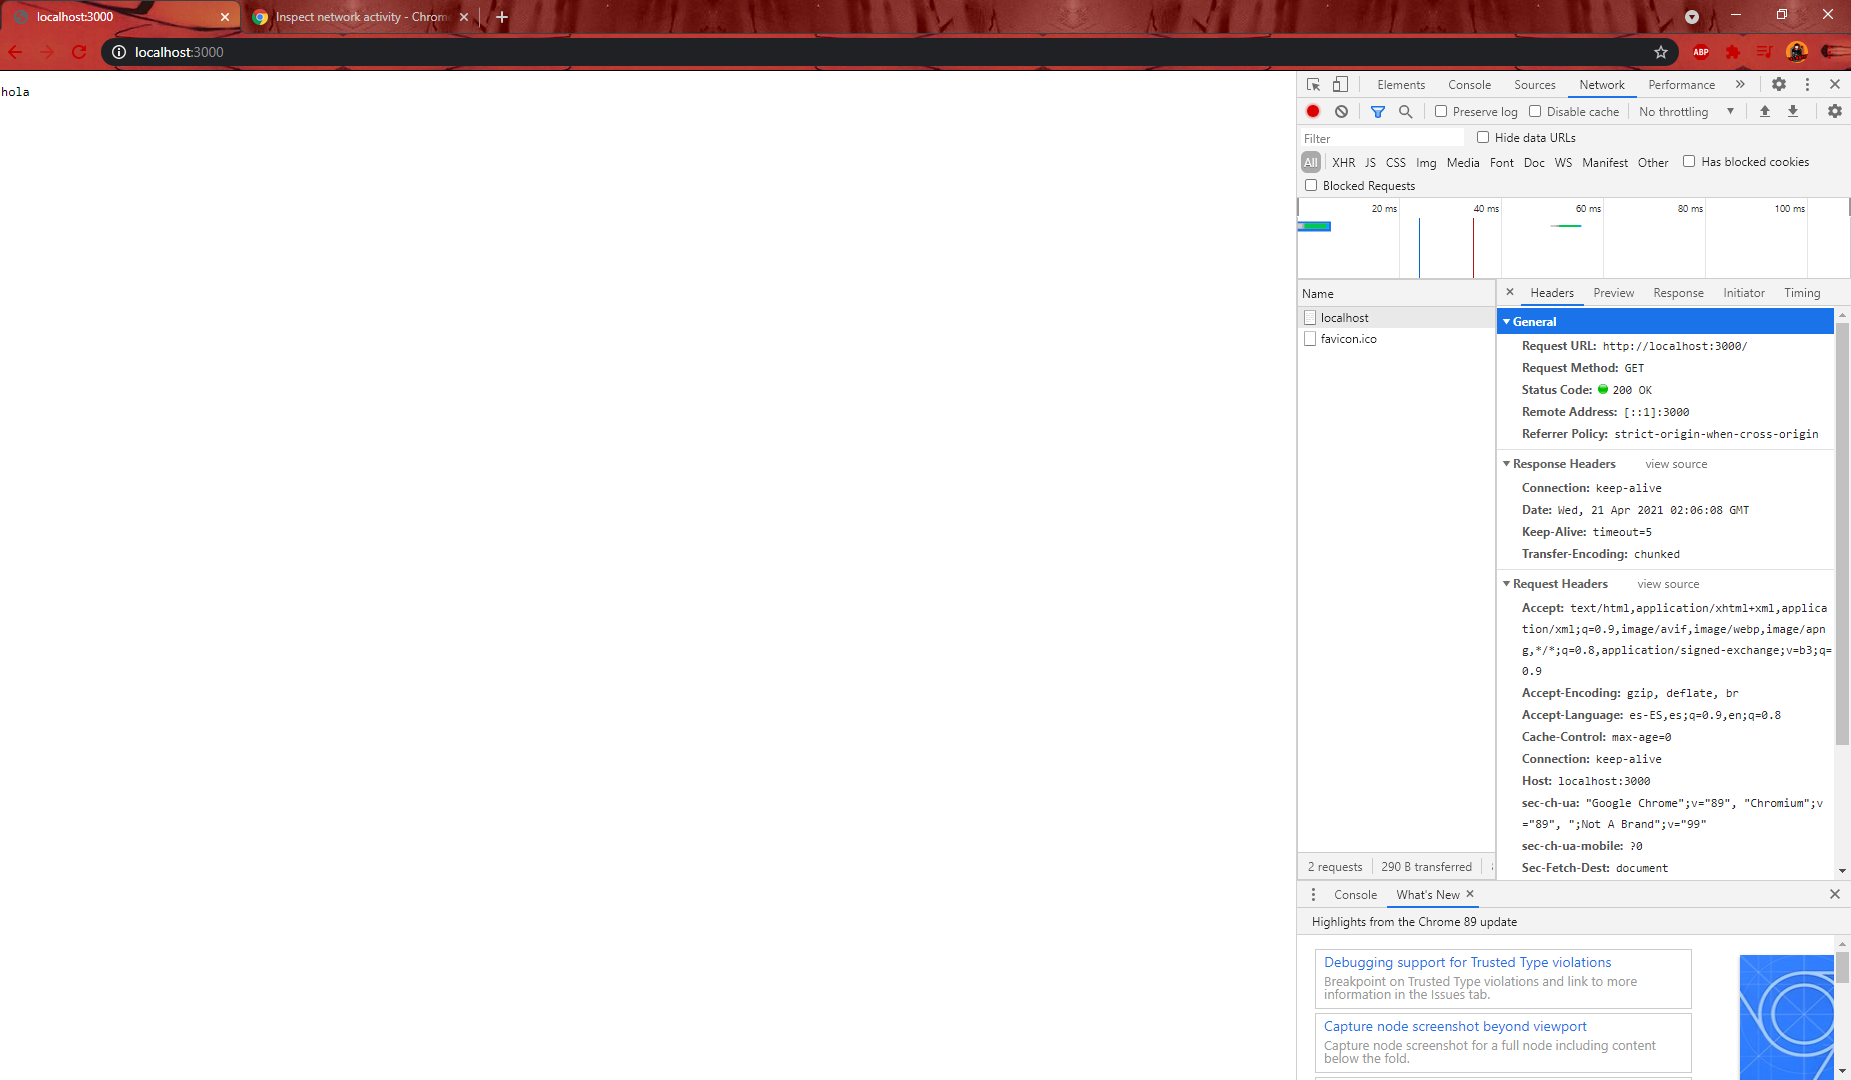 localhost:3000
Inspect network activity - Chrom
localhost:3000
ABP
hola
Elements Console Sources Network Performance
Preserve log Disable cache No throttling
Filter Hide data URLs
All XHR JS CSS Img Media Font Doc WS Manifest Other Has blocked cookies
Blocked Requests
20 ms 40 ms 60 ms 80 ms 100 ms
Name
localhost
favicon.ico
2 requests 290 B transferred
Headers Preview Response Initiator Timing
General
Request URL: http://localhost:3000/
Request Method: GET
Status Code: 200 OK
Remote Address: [::1]:3000
Referrer Policy: strict-origin-when-cross-origin
Response Headers view source
Connection: keep-alive
Date: Wed, 21 Apr 2021 02:06:08 GMT
Keep-Alive: timeout=5
Transfer-Encoding: chunked
Request Headers view source
Accept: text/html,application/xhtml+xml,applica
tion/xml;q=0.9,image/avif,image/webp,image/apn
g,*/*;q=0.8,application/signed-exchange;v=b3;q=
0.9
Accept-Encoding: gzip, deflate, br
Accept-Language: es-ES,es;q=0.9,en;q=0.8
Cache-Control: max-age=0
Connection: keep-alive
Host: localhost:3000
sec-ch-ua: "Google Chrome";v="89", "Chromium";v
="89", ";Not A Brand";v="99"
sec-ch-ua-mobile: ?0
Sec-Fetch-Dest: document
Console What's New
Highlights from the Chrome 89 update
Debugging support for Trusted Type violations
Breakpoint on Trusted Type violations and link to more
information in the Issues tab.
Capture node screenshot beyond viewport
Capture node screenshot for a full node including content
below the fold.